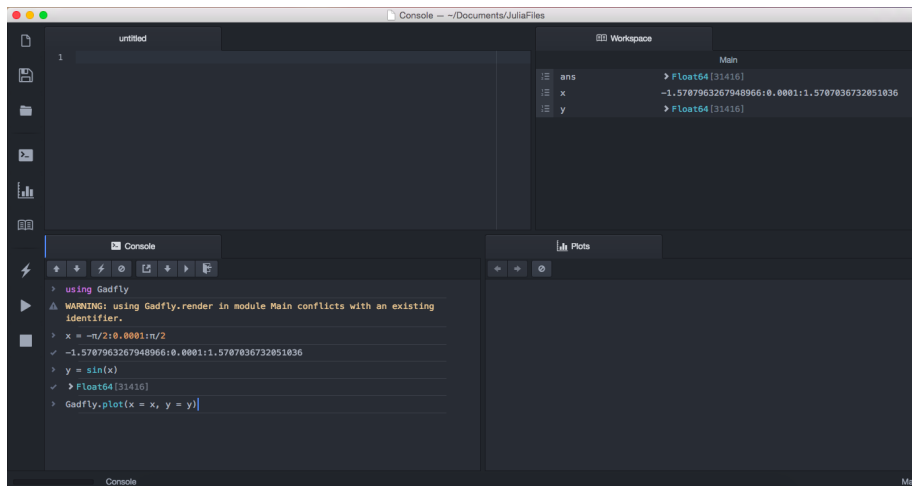 Console — ~/Documents/JuliaFiles
untitled
1
Workspace
Main
ans > Float64[31416]
x −1.5707963267948966:0.0001:1.5707036732051036
y > Float64[31416]
Console
> using Gadfly
WARNING: using Gadfly.render in module Main conflicts with an existing
identifier.
> x = −π/2:0.0001:π/2
✓ −1.5707963267948966:0.0001:1.5707036732051036
> y = sin(x)
✓ > Float64[31416]
> Gadfly.plot(x = x, y = y)
Plots
Console
Ma